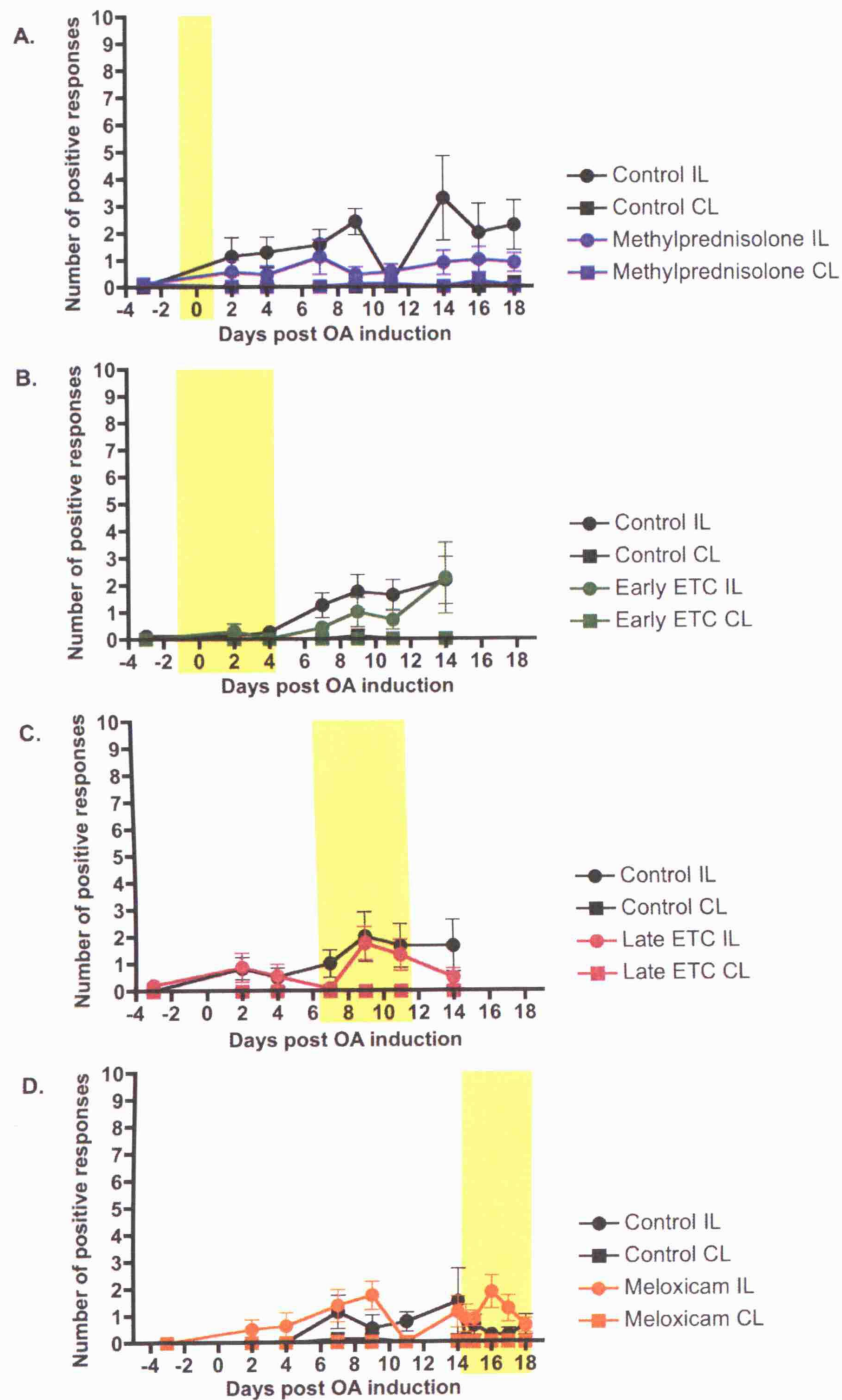 A.
Number of positive responses
10
9
8
7
6
5
4
3
2
1
0
-4 -2 0 2 4 6 8 10 12 14 16 18
Days post OA induction
Control IL
Control CL
Methylprednisolone IL
Methylprednisolone CL
B.
Number of positive responses
10
9
8
7
6
5
4
3
2
1
0
-4 -2 0 2 4 6 8 10 12 14 16 18
Days post OA induction
Control IL
Control CL
Early ETC IL
Early ETC CL
C.
Number of positive responses
10
9
8
7
6
5
4
3
2
1
0
-4 -2 0 2 4 6 8 10 12 14 16 18
Days post OA induction
Control IL
Control CL
Late ETC IL
Late ETC CL
D.
Number of positive responses
10
9
8
7
6
5
4
3
2
1
0
-4 -2 0 2 4 6 8 10 12 14 16 18
Days post OA induction
Control IL
Control CL
Meloxicam IL
Meloxicam CL